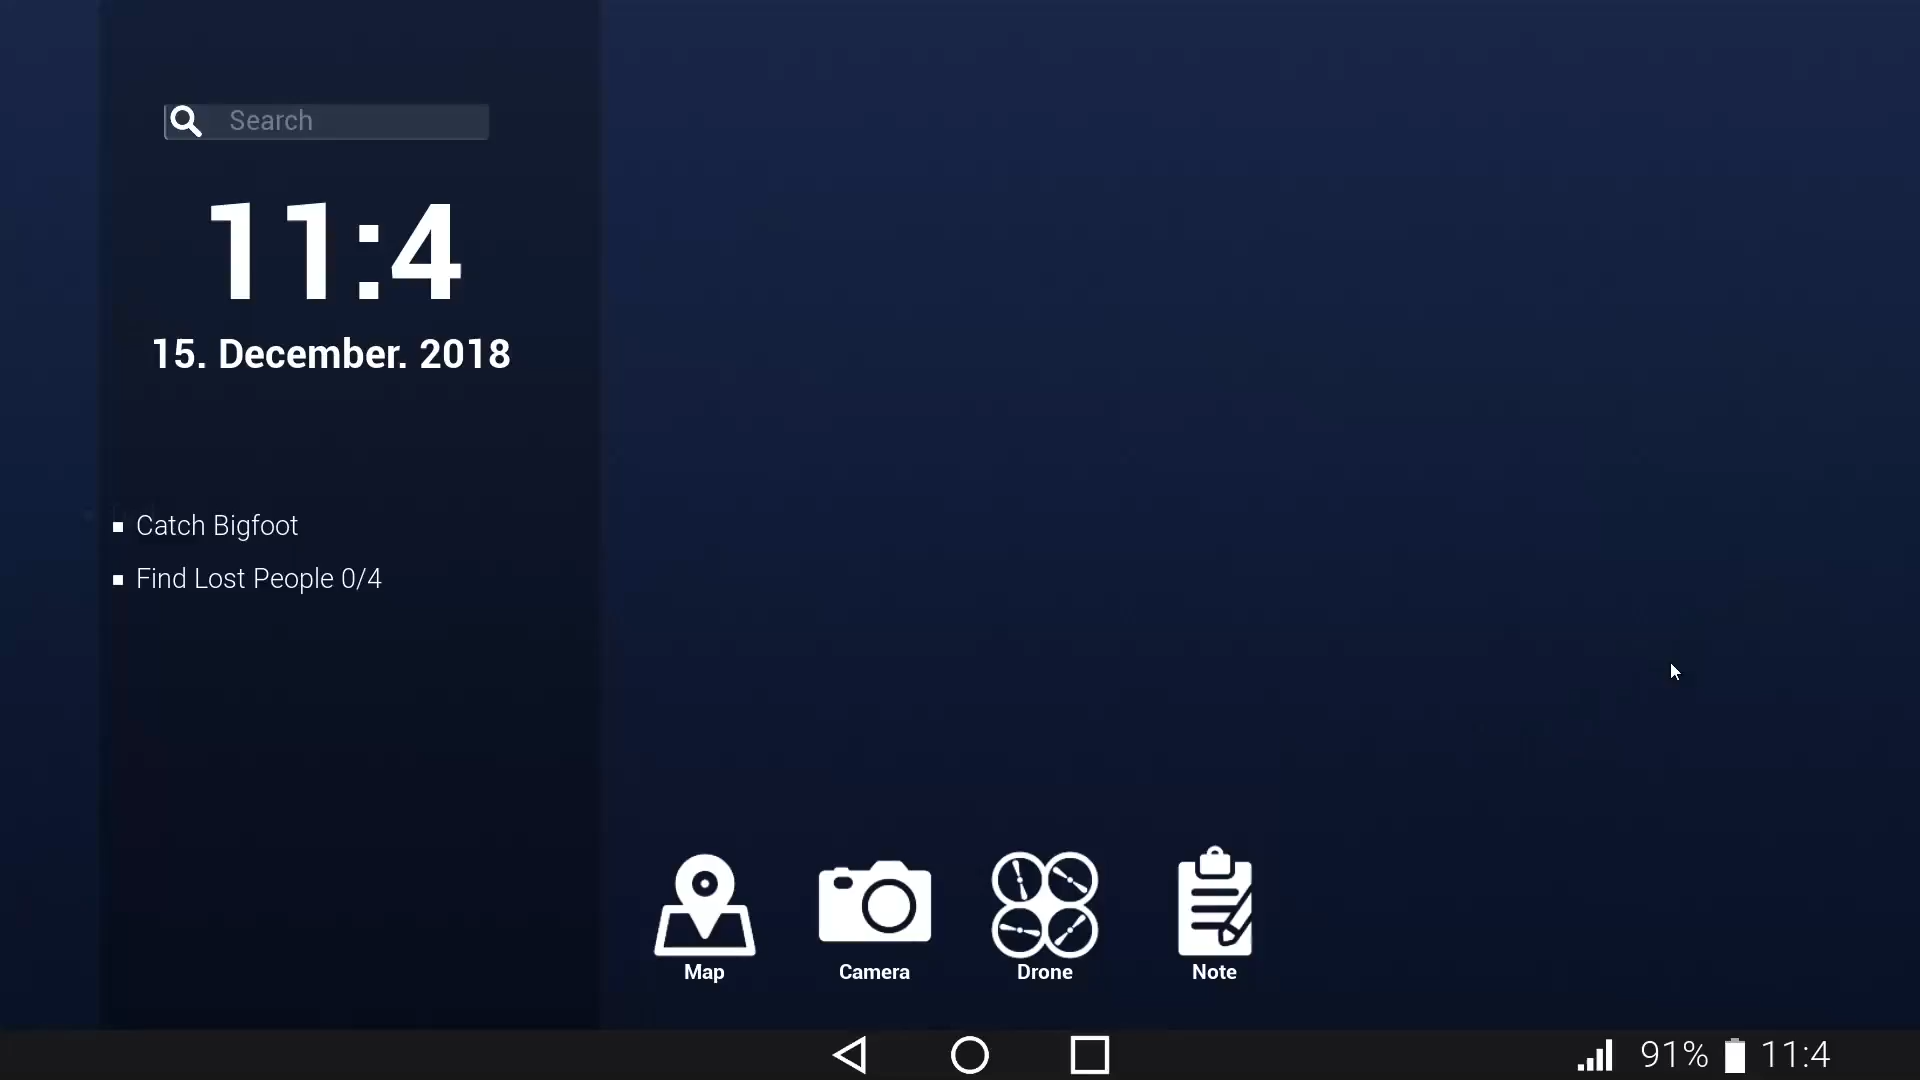 Search
11:4
15. December. 2018
Catch Bigfoot
Find Lost People 0/4
Map
Camera
Drone
Note
91%
11:4